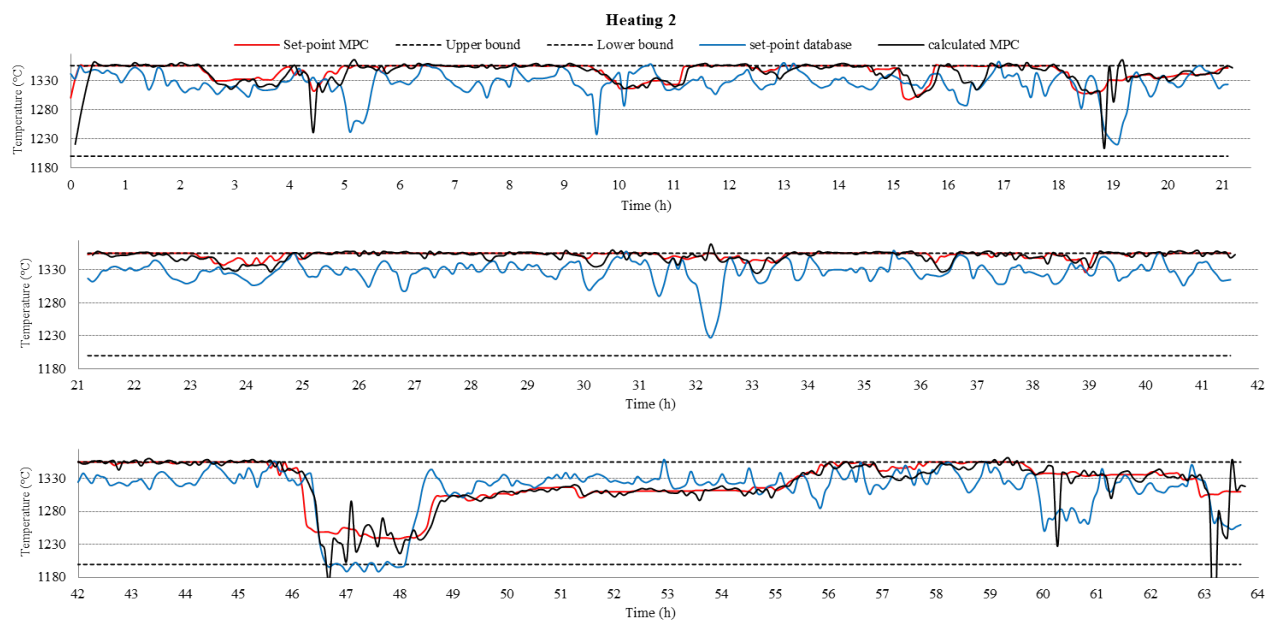 Heating 2
Set-point MPC Upper bound Lower bound set-point database calculated MPC
Temperature (°C)
1330
1280
1230
1180
0 1 2 3 4 5 6 7 8 9 10 11 12 13 14 15 16 17 18 19 20 21
Time (h)
Temperature (°C)
1330
1280
1230
1180
21 22 23 24 25 26 27 28 29 30 31 32 33 34 35 36 37 38 39 40 41 42
Time (h)
Temperature (°C)
1330
1280
1230
1180
42 43 44 45 46 47 48 49 50 51 52 53 54 55 56 57 58 59 60 61 62 63 64
Time (h)